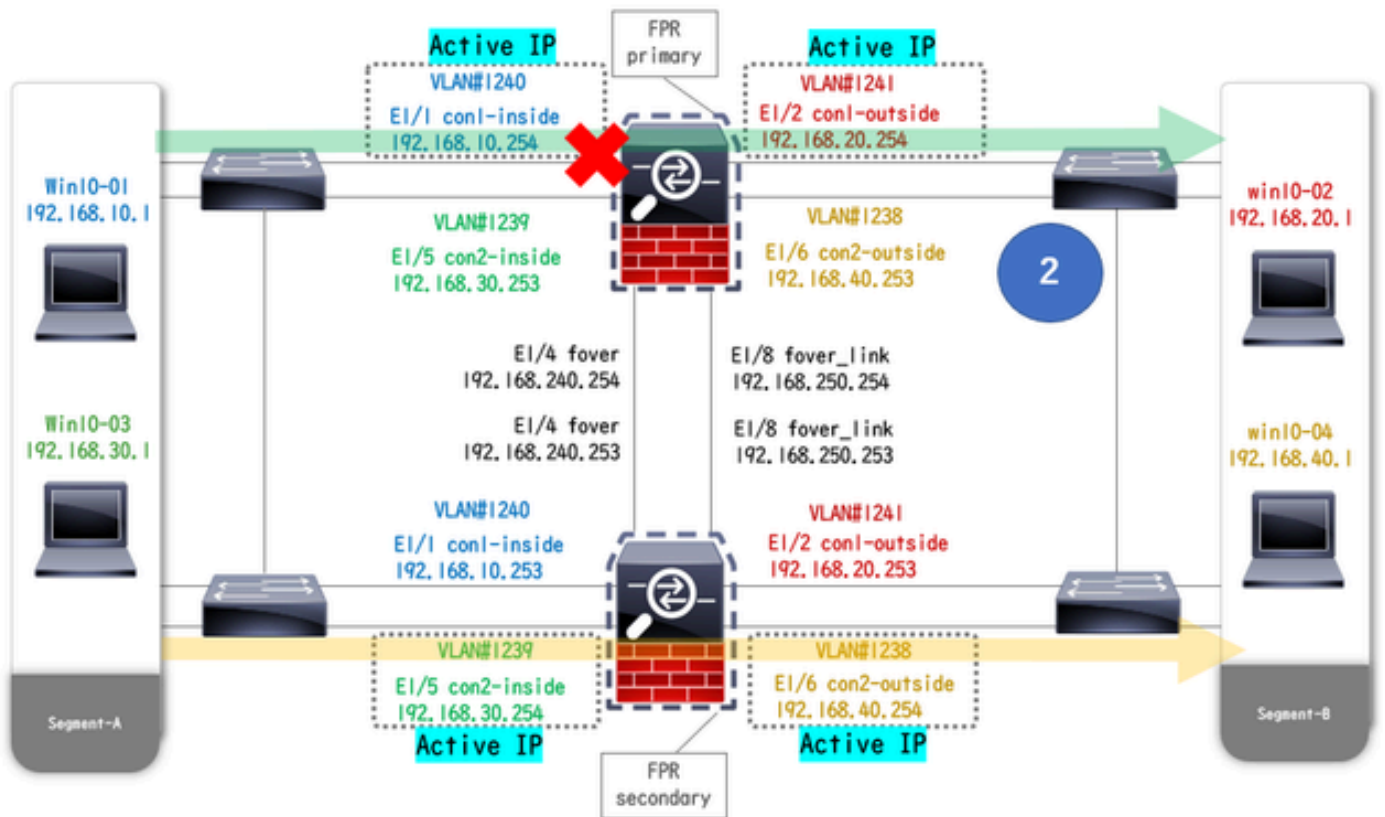 FPR
primary
Active IP
VLAN#1240
E1/1 con1-inside
192.168.10.254
Active IP
VLAN#1241
E1/2 con1-outside
192.168.20.254
Win10-01
192.168.10.1
win10-02
192.168.20.1
VLAN#1239
E1/5 con2-inside
192.168.30.253
VLAN#1238
E1/6 con2-outside
192.168.40.253
2
E1/4 fover
192.168.240.254
E1/8 fover_link
192.168.250.254
E1/4 fover
192.168.240.253
E1/8 fover_link
192.168.250.253
Win10-03
192.168.30.1
win10-04
192.168.40.1
VLAN#1240
E1/1 con1-inside
192.168.10.253
VLAN#1241
E1/2 con1-outside
192.168.20.253
VLAN#1239
E1/5 con2-inside
192.168.30.254
Active IP
VLAN#1238
E1/6 con2-outside
192.168.40.254
Active IP
Segment-A
Segment-B
FPR
secondary